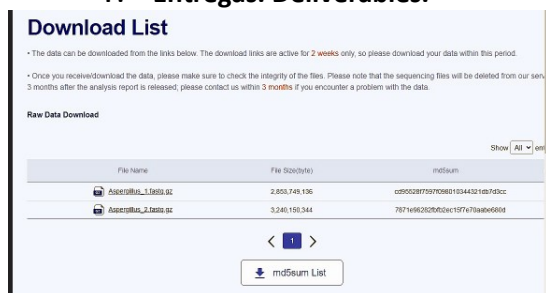 Entregas: Deliverables.
Download List
• The data can be downloaded from the links below. The download links are active for 2 weeks only, so please download your data within this period.
• Once you receive/download the data, please make sure to check the integrity of the files. Please note that the sequencing files will be deleted from our
3 months after the analysis report is released; please contact us within 3 months if you encounter a problem with the data.
Raw Data Download
Show All
File Name File Size(byte) md5sum
Aspergillus_1.fastq.gz 2,853,749,136
Aspergillus_2.fastq.gz 3,240,150,344
< 1 >
md5sum List